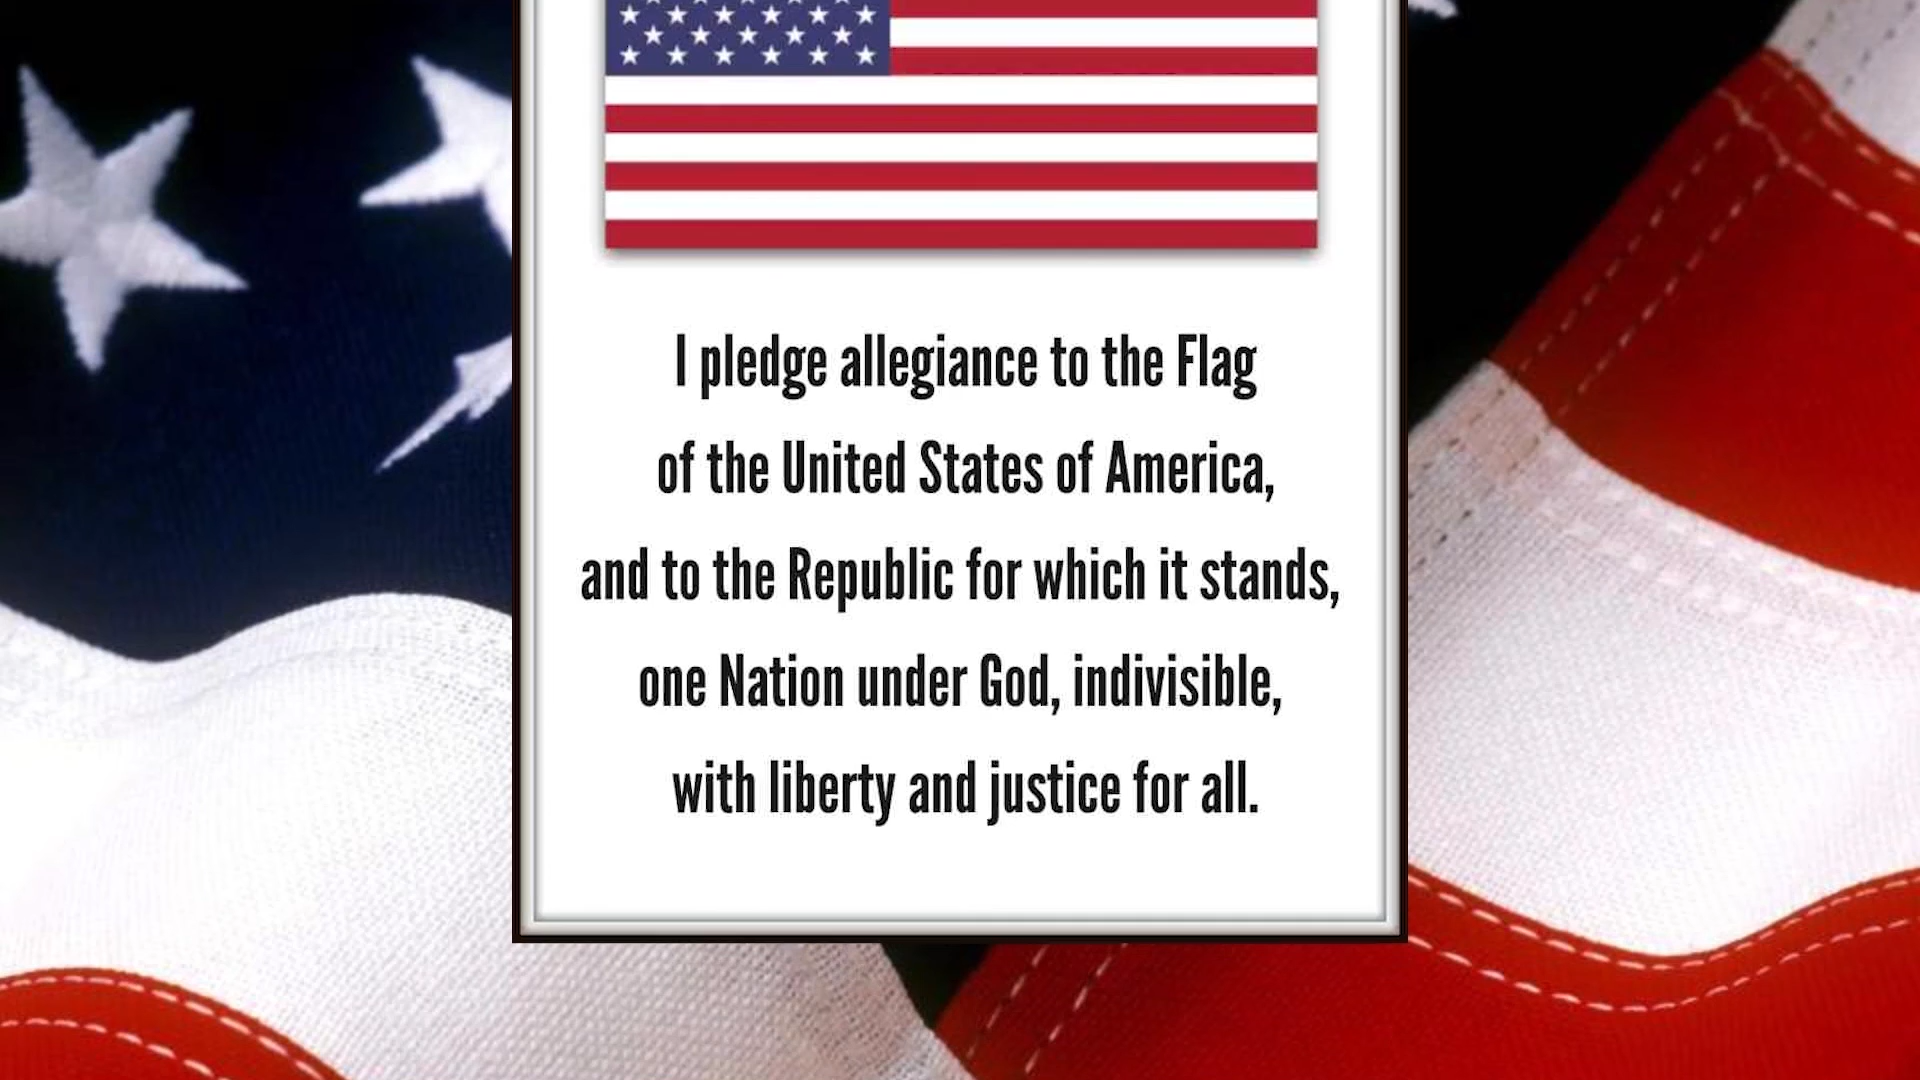 I pledge allegiance to the Flag
of the United States of America,
and to the Republic for which it stands,
one Nation under God, indivisible,
with liberty and justice for all.